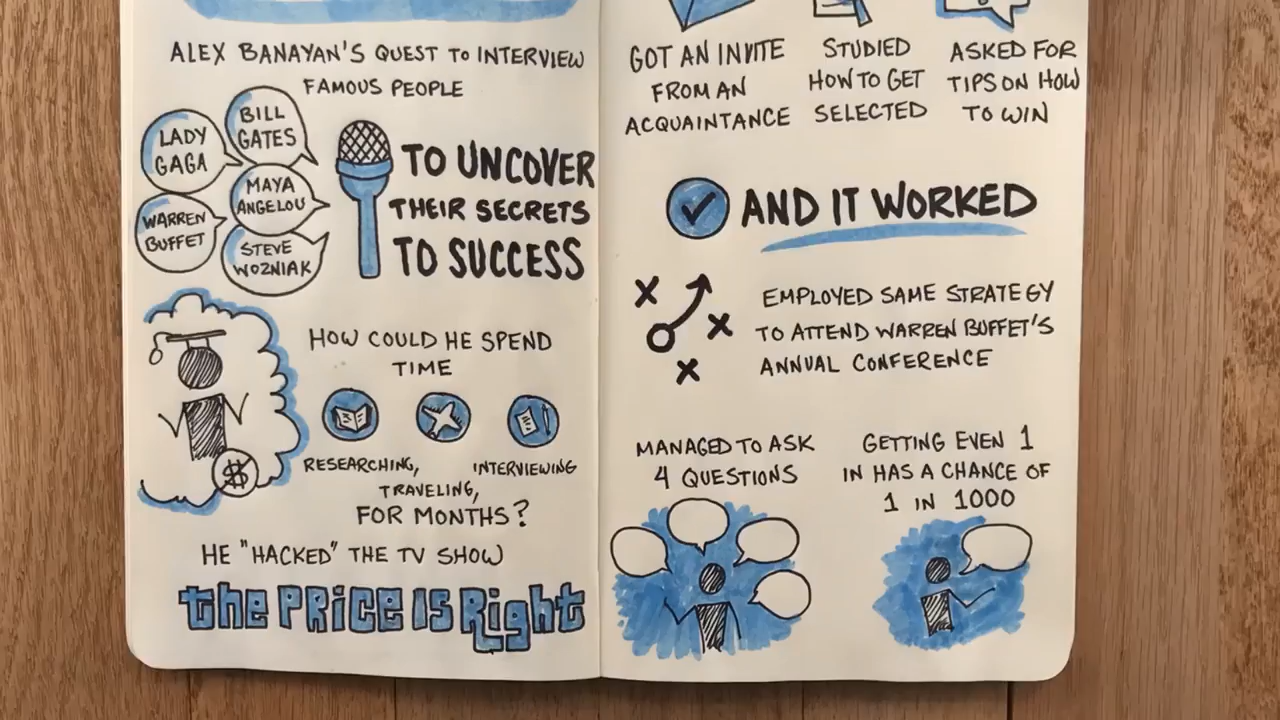 ALEX BANAYAN'S QUEST TO INTERVIEW
FAMOUS PEOPLE
LADY
GAGA
BILL
GATES
MAYA
ANGELOU
WARREN
BUFFET
STEVE
WOZNIAK
TO UNCOVER
THEIR SECRETS
TO SUCCESS
HOW COULD HE SPEND
TIME
$
RESEARCHING,
TRAVELING,
INTERVIEWING
FOR MONTHS?
HE "HACKED" THE TV SHOW
the PRICE IS Right
GOT AN INVITE
FROM AN
ACQUAINTANCE
STUDIED
HOW TO GET
SELECTED
ASKED FOR
TIPS ON HOW
TO WIN
AND IT WORKED
EMPLOYED SAME STRATEGY
TO ATTEND WARREN BUFFET'S
ANNUAL CONFERENCE
MANAGED TO ASK
4 QUESTIONS
GETTING EVEN 1
IN HAS A CHANCE OF
1 IN 1000